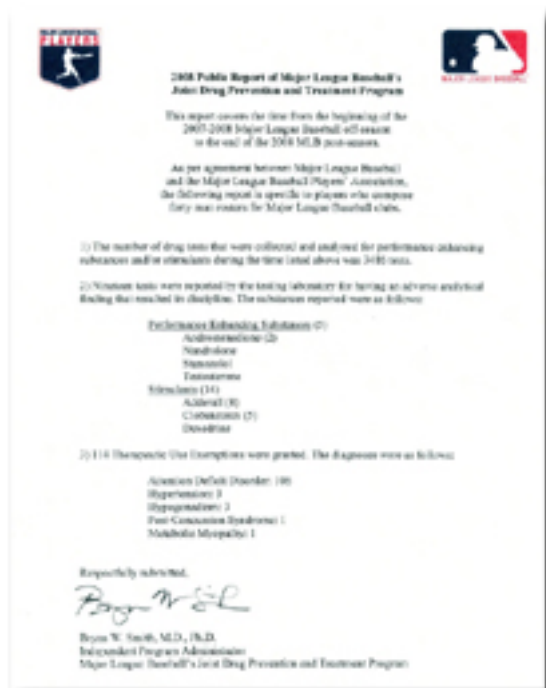 PLAYERS
MAJOR LEAGUE BASEBALL
2008 Public Report of Major League Baseball's
Joint Drug Prevention and Treatment Program
This report covers the time from the beginning of the
2007-2008 Major League Baseball off-season
to the end of the 2008 MLB post-season.
As per agreement between Major League Baseball
and the Major League Baseball Players' Association,
the following report is specific to players who compose
forty man rosters for Major League Baseball clubs.
1) The number of drug tests that were collected and analyzed for performance enhancing
substances and/or stimulants during the time listed above was tests.
2) Nineteen tests were reported by the testing laboratory for having an adverse analytical
finding that resulted in discipline. The substances reported were as follows:
Performance Enhancing Substances (5)
Androstenedione (2)
Nandrolone
Stanozolol
Testosterone
Stimulants (14)
Adderall (8)
Clobenzorex (5)
3) Therapeutic Use Exemptions were granted. The diagnoses were as follows:
Attention Deficit Disorder: 106
Hypertension: 3
Hypogonadism: 3
Post-Concussion Syndrome: 1
Metabolic Myopathy: 1
Respectfully submitted,
Bryan W. Smith, M.D., Ph.D.
Independent Program Administrator
Major League Baseball's Joint Drug Prevention and Treatment Program